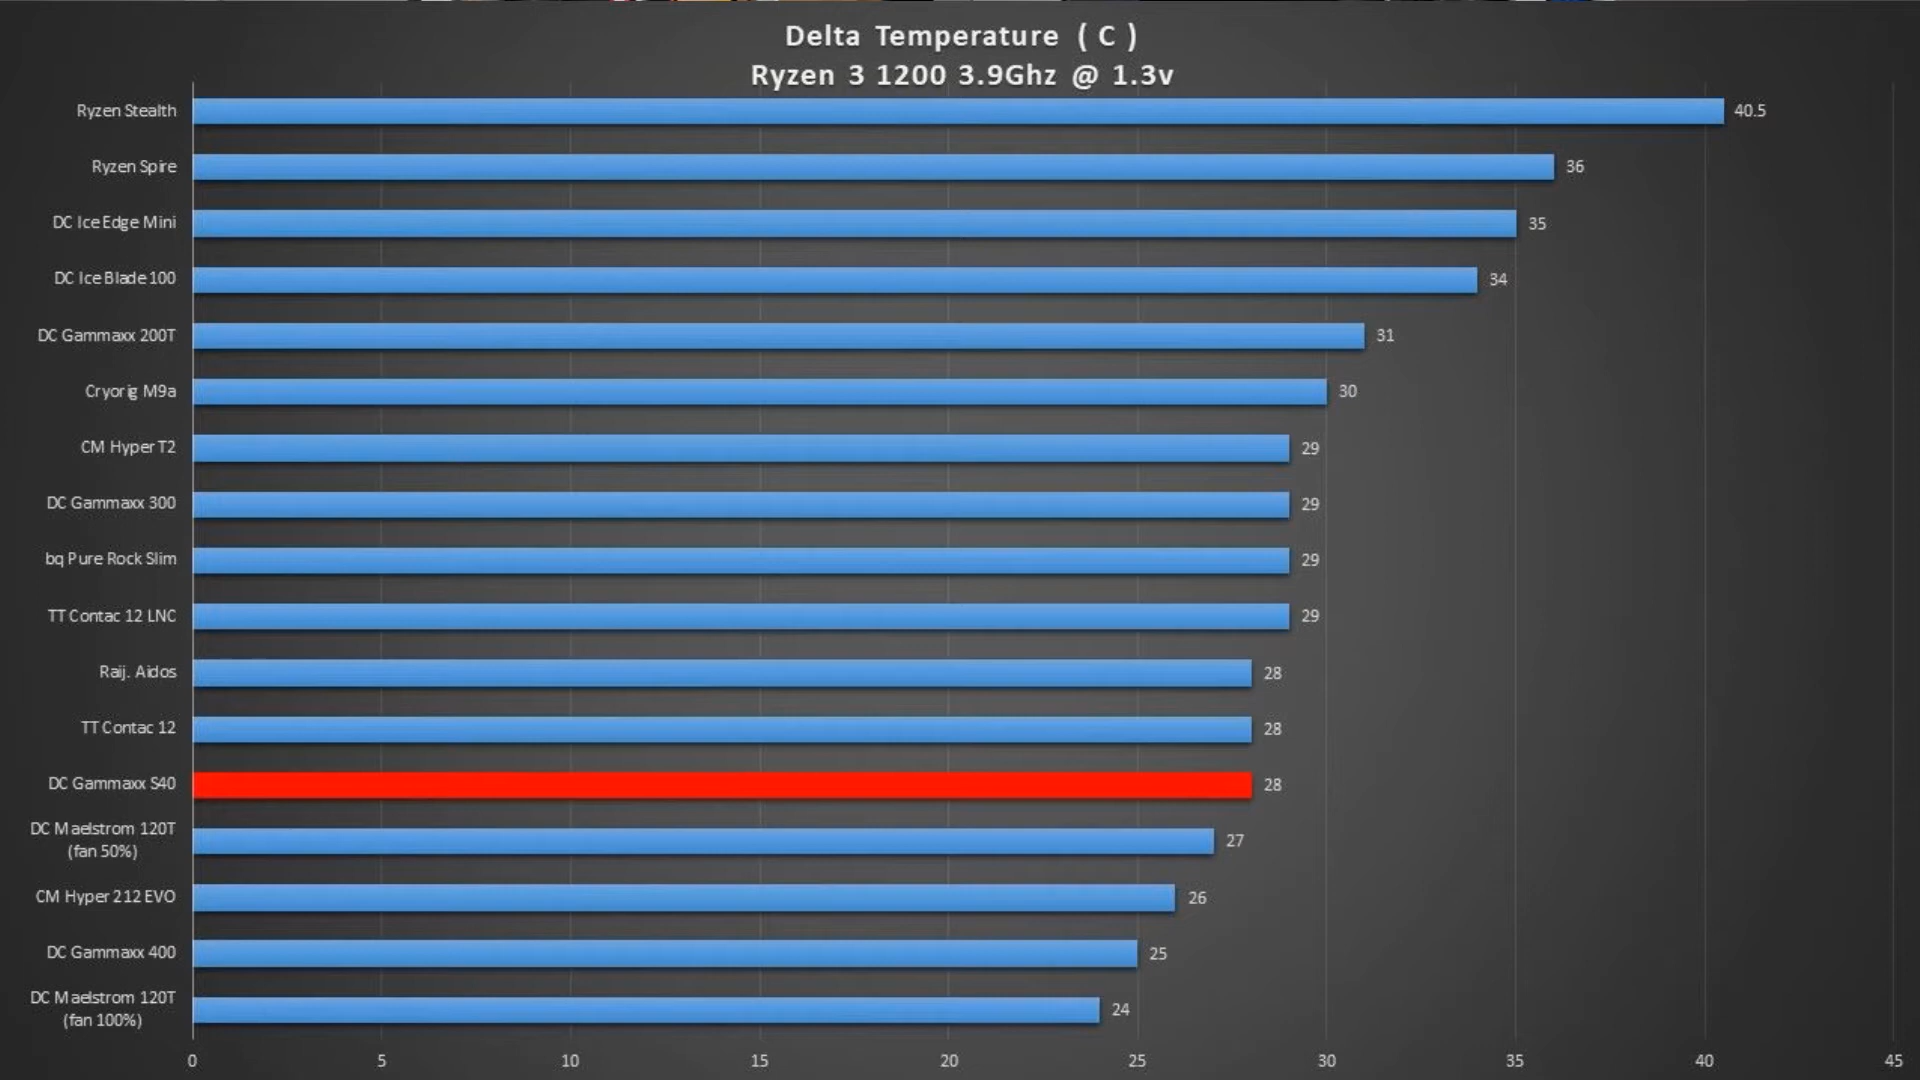 Delta Temperature ( C )
Ryzen 3 1200 3.9Ghz @ 1.3v
Ryzen Stealth 40.5
Ryzen Spire 36
DC Ice Edge Mini 35
DC Ice Blade 100 34
DC Gammaxx 200T 31
Cryorig M9a 30
CM Hyper T2 29
DC Gammaxx 300 29
bq Pure Rock Slim 29
TT Contac 12 LNC 29
Raij. Aidos 28
TT Contac 12 28
DC Gammaxx S40 28
DC Maelstrom 120T
(fan 50%) 27
CM Hyper 212 EVO 26
DC Gammaxx 400 25
DC Maelstrom 120T
(fan 100%) 24
0 5 10 15 20 25 30 35 40 45